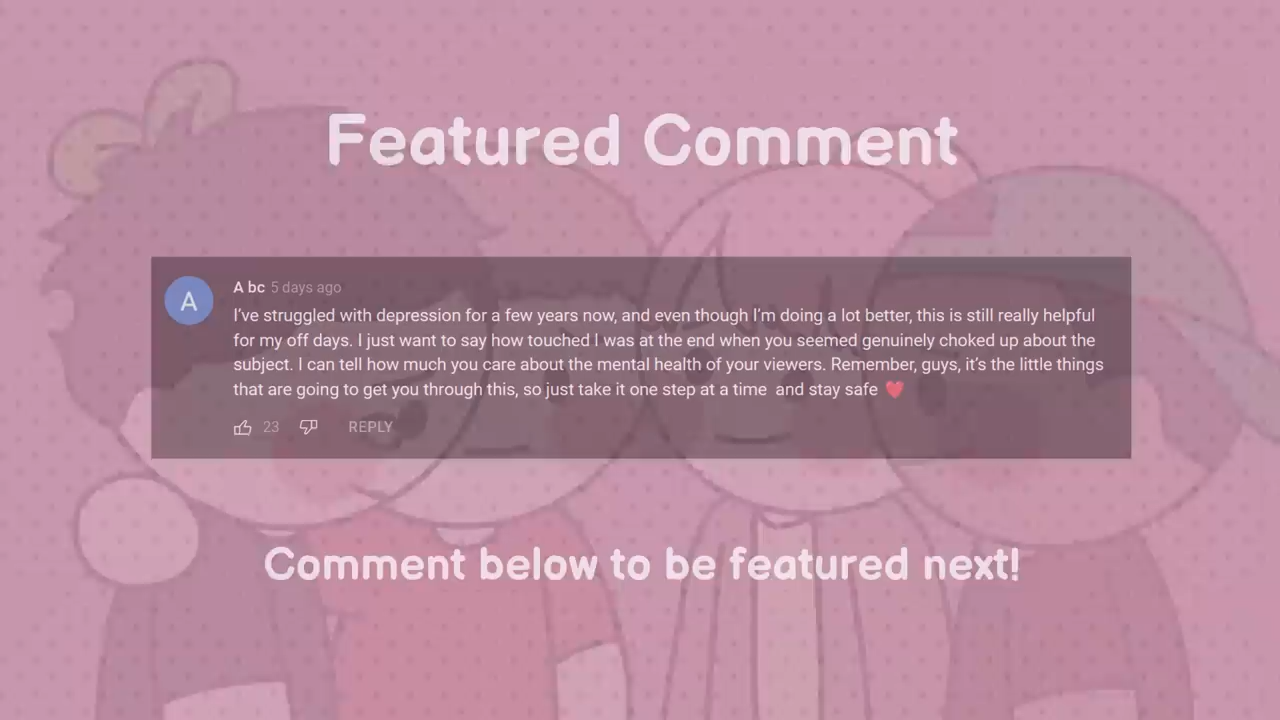 Featured Comment
A
A bc 5 days ago
I’ve struggled with depression for a few years now, and even though I’m doing a lot better, this is still really helpful
for my off days. I just want to say how touched I was at the end when you seemed genuinely choked up about the
subject. I can tell how much you care about the mental health of your viewers. Remember, guys, it’s the little things
that are going to get you through this, so just take it one step at a time  and stay safe ❤️
23 REPLY
Comment below to be featured next!